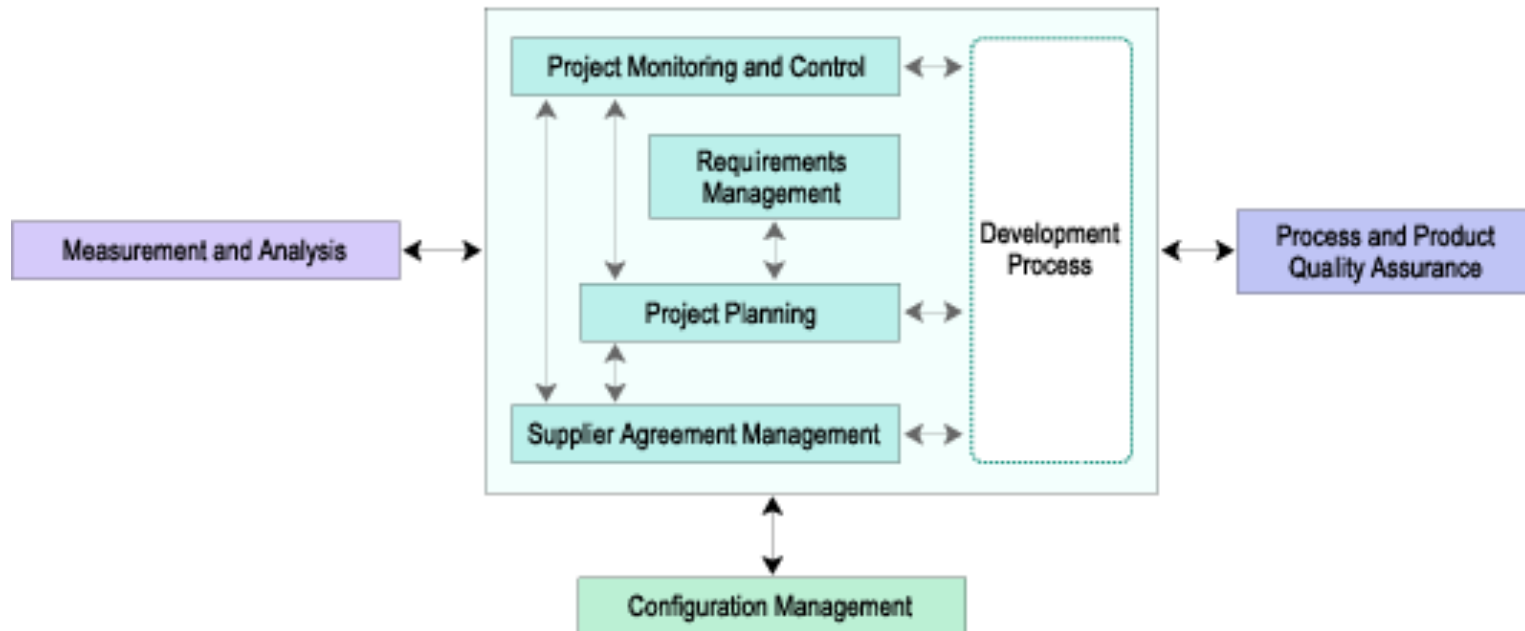 Project Monitoring and Control
Requirements
Management
Measurement and Analysis
Development
Process
Process and Product
Quality Assurance
Project Planning
Supplier Agreement Management
Configuration Management